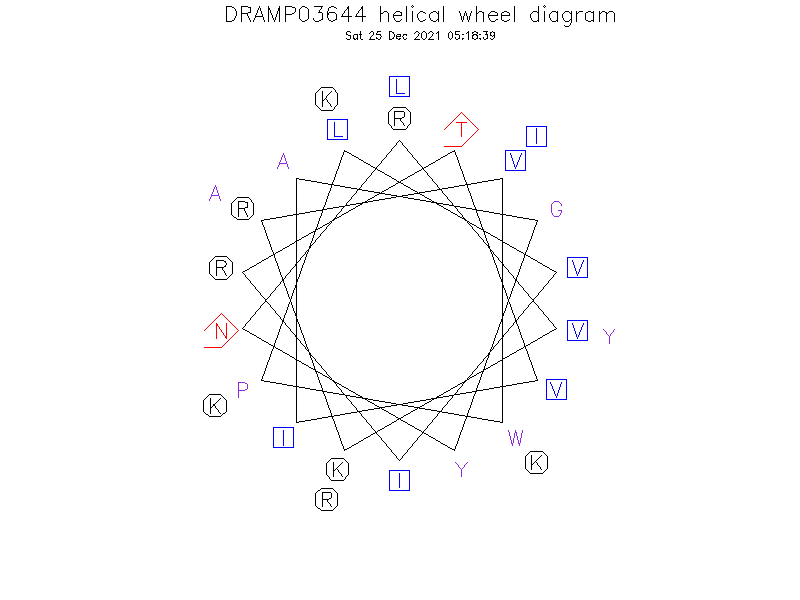 DRAMP03644 helical wheel diagram
Sat 25 Dec 2021 05:18:39
L
K
R
L T I
A V
A R G
R V
N V Y
P V
K
I W
K Y K
I
R